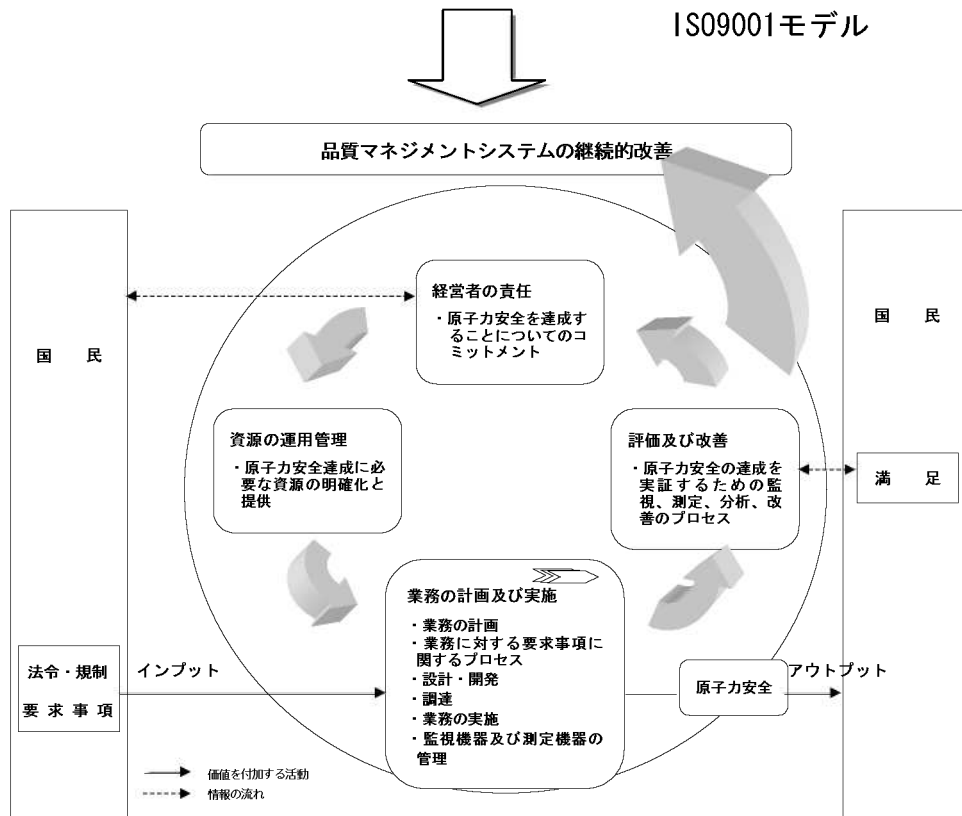 ISO9001モデル
品質マネジメントシステムの継続的改善
経営者の責任
・原子力安全を達成す
ることについてのコ
ミットメント
国 民
国 民
資源の運用管理
・原子力安全達成に必
要な資源の明確化と
提供
評価及び改善
・原子力安全の達成を
実証するための監
視、測定、分析、改
善のプロセス
満 足
業務の計画及び実施
・業務の計画
・業務に対する要求事項に
関するプロセス
・設計・開発
・調達
・業務の実施
・監視機器及び測定機器の
管理
法令・規制
要求事項
インプット
原子力安全
アウトプット
価値を付加する活動
情報の流れ